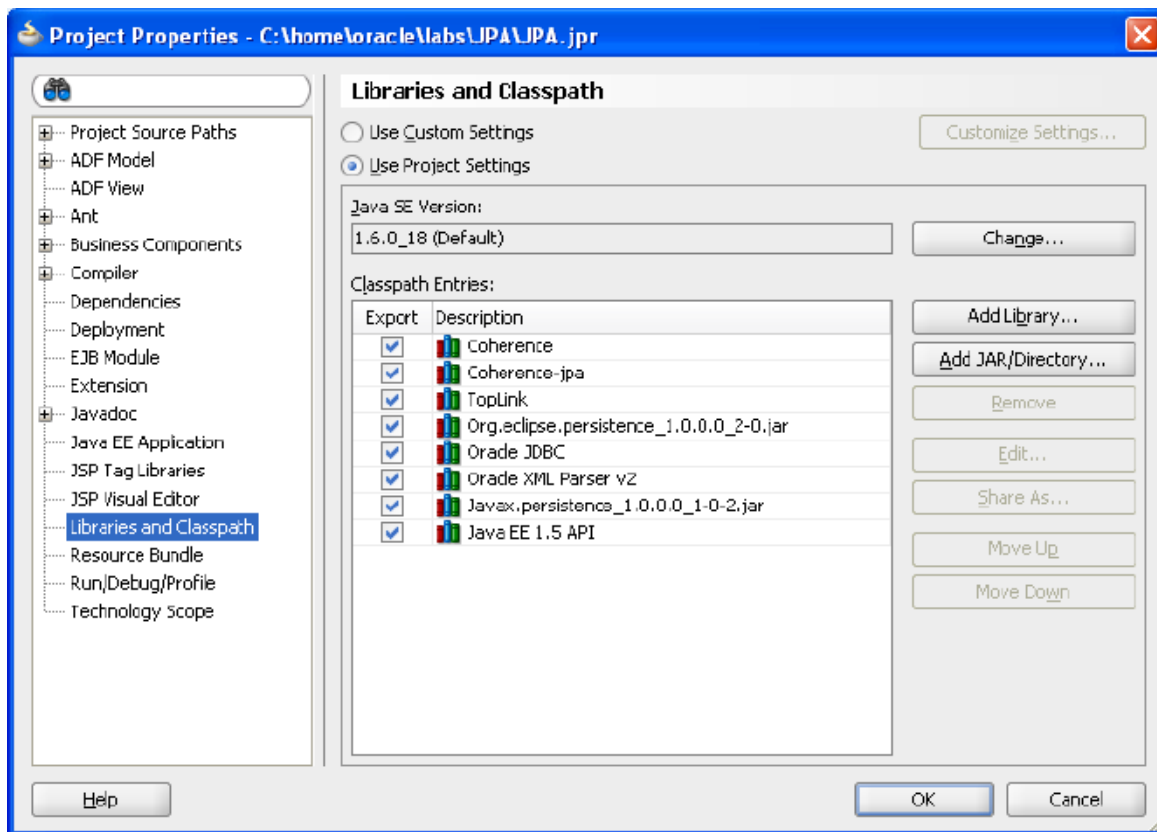 Project Properties - C:\home\oracle\labs\JPA\JPA.jpr
Project Source Paths
ADF Model
ADF View
Ant
Business Components
Compiler
Dependencies
Deployment
EJB Module
Extension
Javadoc
Java EE Application
JSP Tag Libraries
JSP Visual Editor
Libraries and Classpath
Resource Bundle
Run/Debug/Profile
Technology Scope
Libraries and Classpath
Use Custom Settings
Customize Settings...
Use Project Settings
Java SE Version:
1.6.0_18 (Default)
Change...
Classpath Entries:
Export Description
Coherence
Coherence-jpa
TopLink
Org.eclipse.persistence_1.0.0.0_2-0.jar
Oracle JDBC
Oracle XML Parser v2
Javax.persistence_1.0.0.0_1-0-2.jar
Java EE 1.5 API
Add Library...
Add JAR/Directory...
Remove
Edit...
Share As...
Move Up
Move Down
Help
OK
Cancel